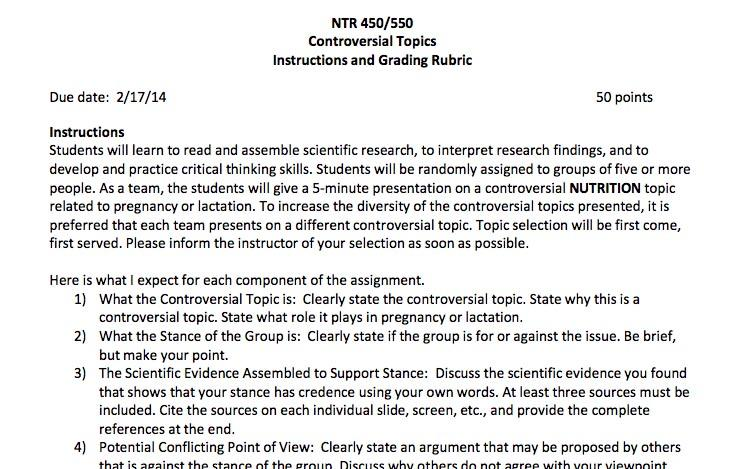 NTR 450/550
Controversial Topics
Instructions and Grading Rubric
Due date: 2/17/14 50 points
Instructions
Students will learn to read and assemble scientific research, to interpret research findings, and to
develop and practice critical thinking skills. Students will be randomly assigned to groups of five or more
people. As a team, the students will give a 5-minute presentation on a controversial NUTRITION topic
related to pregnancy or lactation. To increase the diversity of the controversial topics presented, it is
preferred that each team presents on a different controversial topic. Topic selection will be first come,
first served. Please inform the instructor of your selection as soon as possible.
Here is what I expect for each component of the assignment.
1) What the Controversial Topic is: Clearly state the controversial topic. State why this is a
controversial topic. State what role it plays in pregnancy or lactation.
2) What the Stance of the Group is: Clearly state if the group is for or against the issue. Be brief,
but make your point.
3) The Scientific Evidence Assembled to Support Stance: Discuss the scientific evidence you found
that shows that your stance has credence using your own words. At least three sources must be
included. Cite the sources on each individual slide, screen, etc., and provide the complete
references at the end.
4) Potential Conflicting Point of View: Clearly state an argument that may be proposed by others
that is against the stance of the group. Discuss why others do not agree with your viewpoint